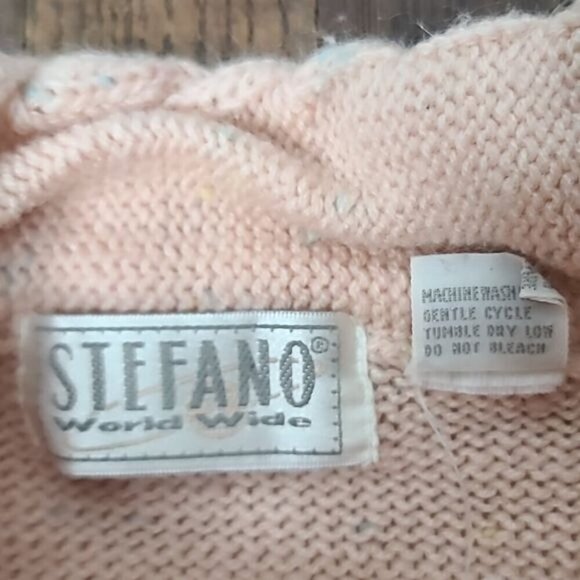 STEFANO®
World Wide
MACHINE WASH
GENTLE CYCLE
TUMBLE DRY LOW
DO NOT BLEACH